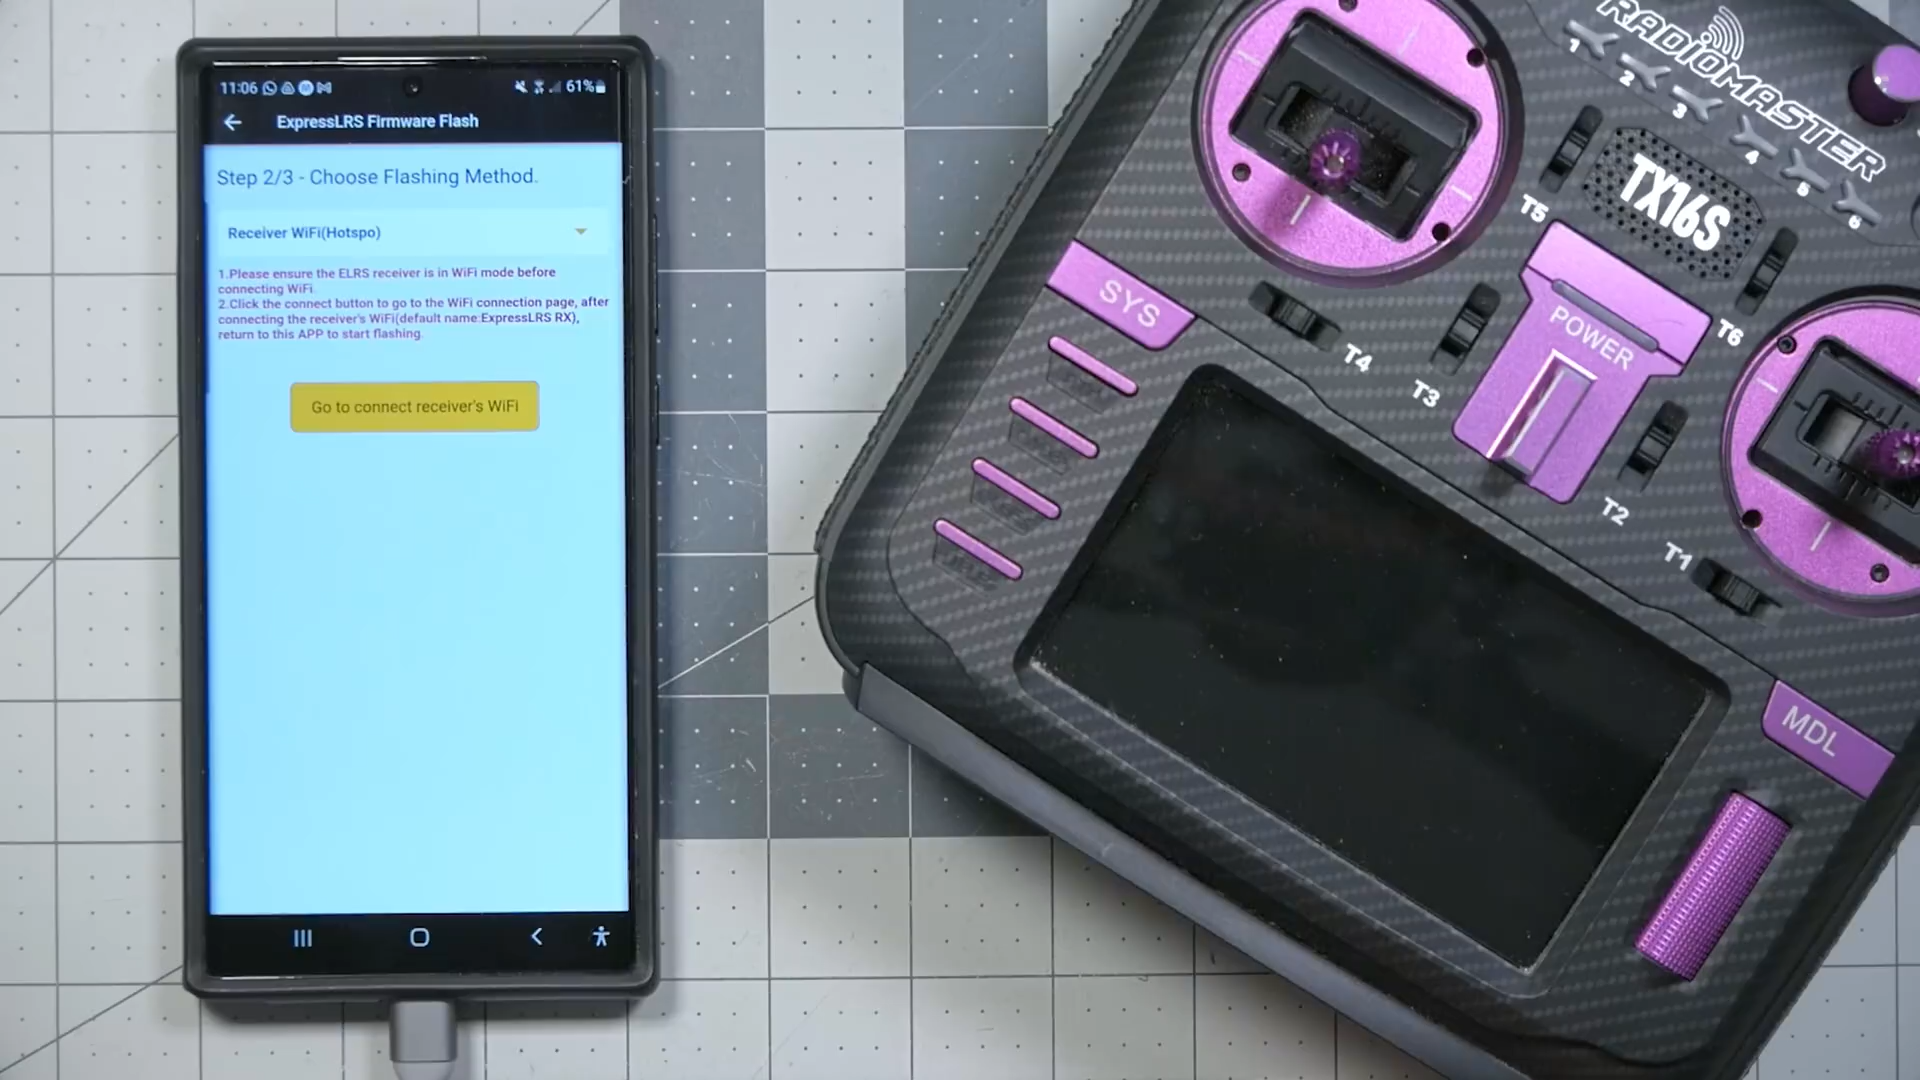 11:06
61%
ExpressLRS Firmware Flash
Step 2/3 - Choose Flashing Method.
Receiver WiFi(Hotspo)
1.Please ensure the ELRS receiver is in WiFi mode before
connecting WiFi.
2.Click the connect button to go to the WiFi connection page, after
connecting the receiver's WiFi(default name:ExpressLRS RX),
return to this APP to start flashing.
Go to connect receiver's WiFi
RADIOMASTER
1
2
3
4
5
6
TX16S
T5
T6
SYS
POWER
T4
T3
T2
T1
MDL